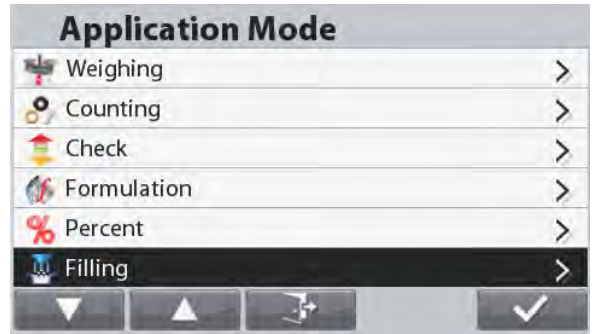 Application Mode
Weighing
Counting
Check
Formulation
Percent
Filling